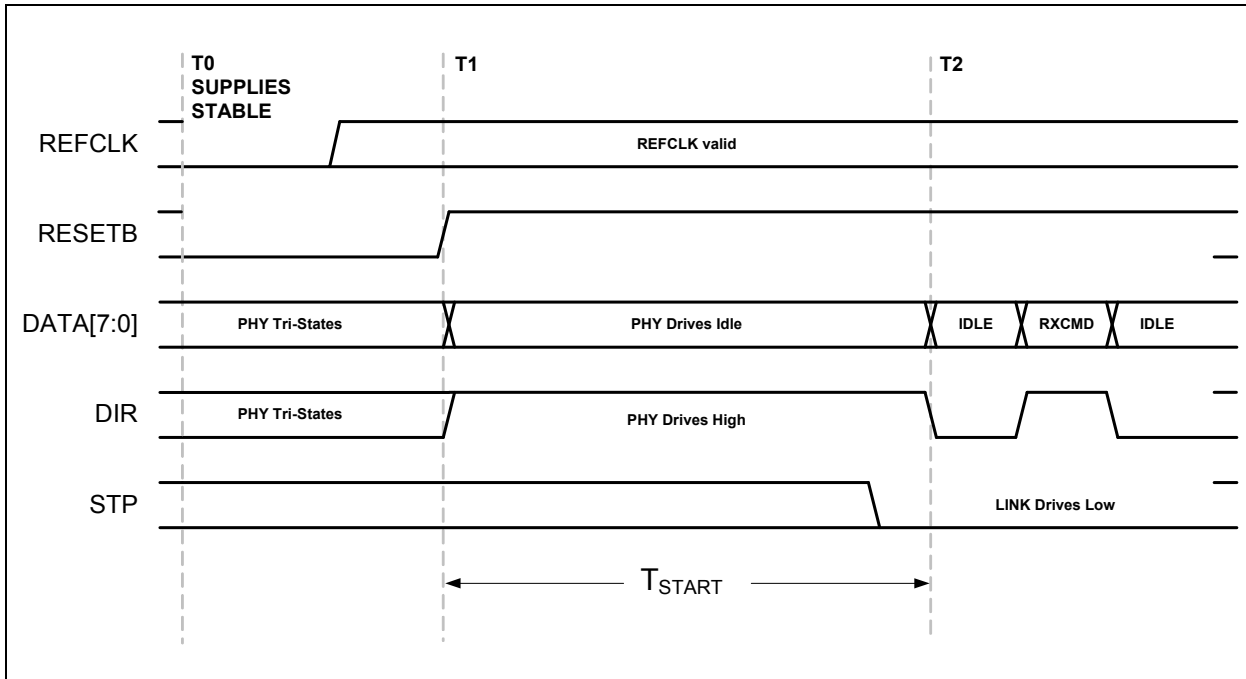 T0
SUPPLIES
STABLE
T1
T2
REFCLK
REFCLK valid
RESETB
DATA[7:0]
PHY Tri-States
PHY Drives Idle
IDLE
RXCMD
IDLE
DIR
PHY Tri-States
PHY Drives High
STP
LINK Drives Low
TSTART